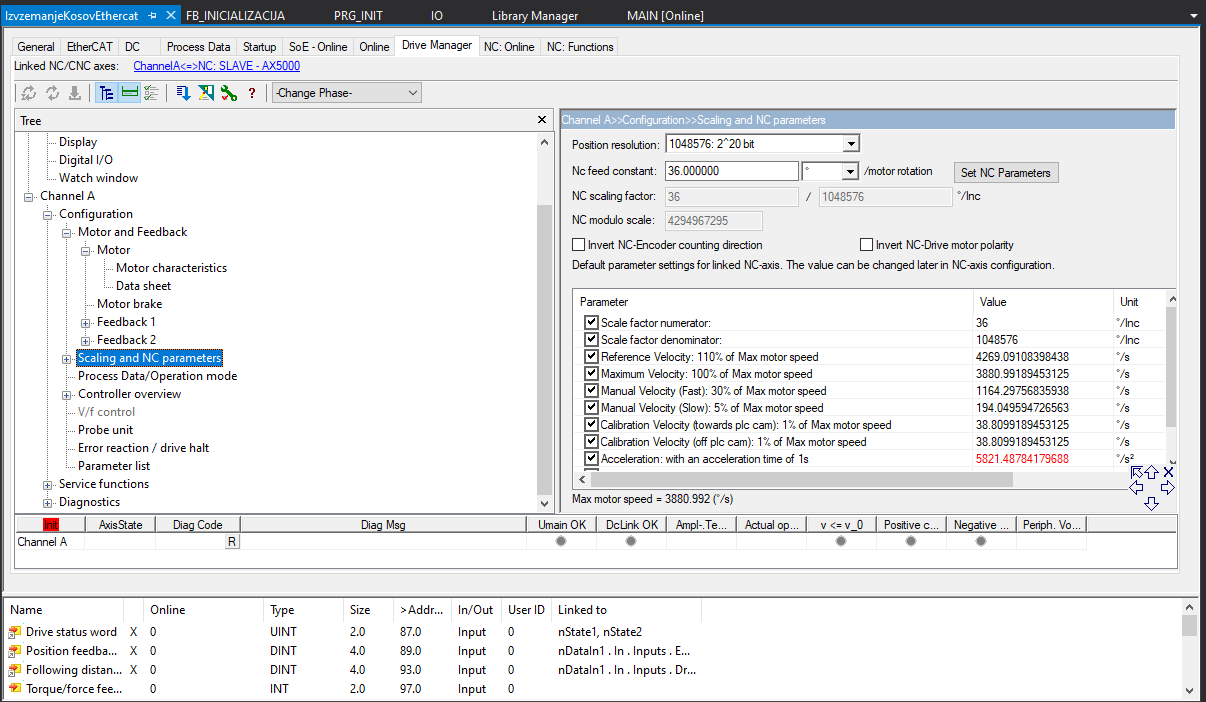 IzvzemanjeKosovEthercat FB_INICIALIZACIJA PRG_INIT IO Library Manager MAIN [Online]
General EtherCAT DC Process Data Startup SoE - Online Online Drive Manager NC: Online NC: Functions
Linked NC/CNC axes: ChannelA<=>NC: SLAVE - AX5000
-Change Phase-
Tree
Display
Digital I/O
Watch window
Channel A
Configuration
Motor and Feedback
Motor
Motor characteristics
Data sheet
Motor brake
Feedback 1
Feedback 2
Scaling and NC parameters
Process Data/Operation mode
Controller overview
V/f control
Probe unit
Error reaction / drive halt
Parameter list
Service functions
Diagnostics
Channel A>>Configuration>>Scaling and NC parameters
Position resolution: 1048576: 2^20 bit
Nc feed constant: 36.000000 ° /motor rotation Set NC Parameters
NC scaling factor: 36 / 1048576 °/Inc
NC modulo scale: 4294967295
Invert NC-Encoder counting direction Invert NC-Drive motor polarity
Default parameter settings for linked NC-axis. The value can be changed later in NC-axis configuration.
Parameter Value Unit
Scale factor numerator: 36 °/Inc
Scale factor denominator: 1048576 °/Inc
Reference Velocity: 110% of Max motor speed 4269.09108398438 °/s
Maximum Velocity: 100% of Max motor speed 3880.99189453125 °/s
Manual Velocity (Fast): 30% of Max motor speed 1164.29756835938 °/s
Manual Velocity (Slow): 5% of Max motor speed 194.049594726563 °/s
Calibration Velocity (towards plc cam): 1% of Max motor speed 38.8099189453125 °/s
Calibration Velocity (off plc cam): 1% of Max motor speed 38.8099189453125 °/s
Acceleration: with an acceleration time of 1s 5821.48784179688 °/s²
Max motor speed = 3880.992 (°/s)
Init AxisState Diag Code Diag Msg Umain OK DcLink OK Ampl-.Te... Actual op... v <= v_0 Positive c... Negative ... Periph. Vo...
Channel A R
Name Online Type Size >Addr... In/Out User ID Linked to
Drive status word X 0 UINT 2.0 87.0 Input 0 nState1, nState2
Position feedba... X 0 DINT 4.0 89.0 Input 0 nDataIn1 . In . Inputs . E...
Following distan... X 0 DINT 4.0 93.0 Input 0 nDataIn1 . In . Inputs . Dr...
Torque/force fee... 0 INT 2.0 97.0 Input 0